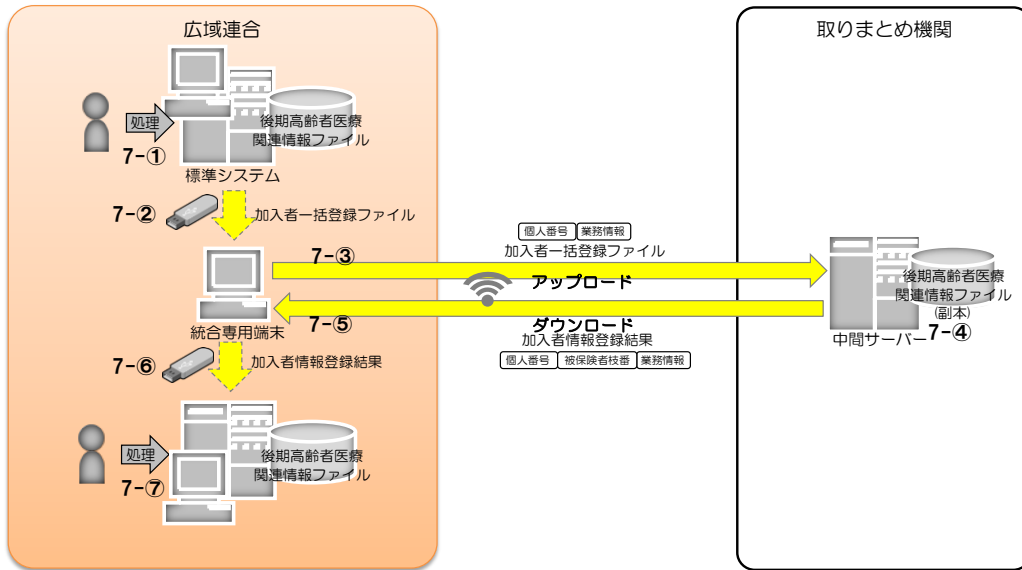 広域連合
取りまとめ機関
処理
7-①
後期高齢者医療
関連情報ファイル
標準システム
7-②
加入者一括登録ファイル
7-③
個人番号 業務情報
加入者一括登録ファイル
アップロード
統合専用端末
7-⑤
ダウンロード
加入者情報登録結果
個人番号 被保険者枝番 業務情報
後期高齢者医療
関連情報ファイル
(副本)
中間サーバー
7-④
7-⑥
加入者情報登録結果
処理
7-⑦
後期高齢者医療
関連情報ファイル